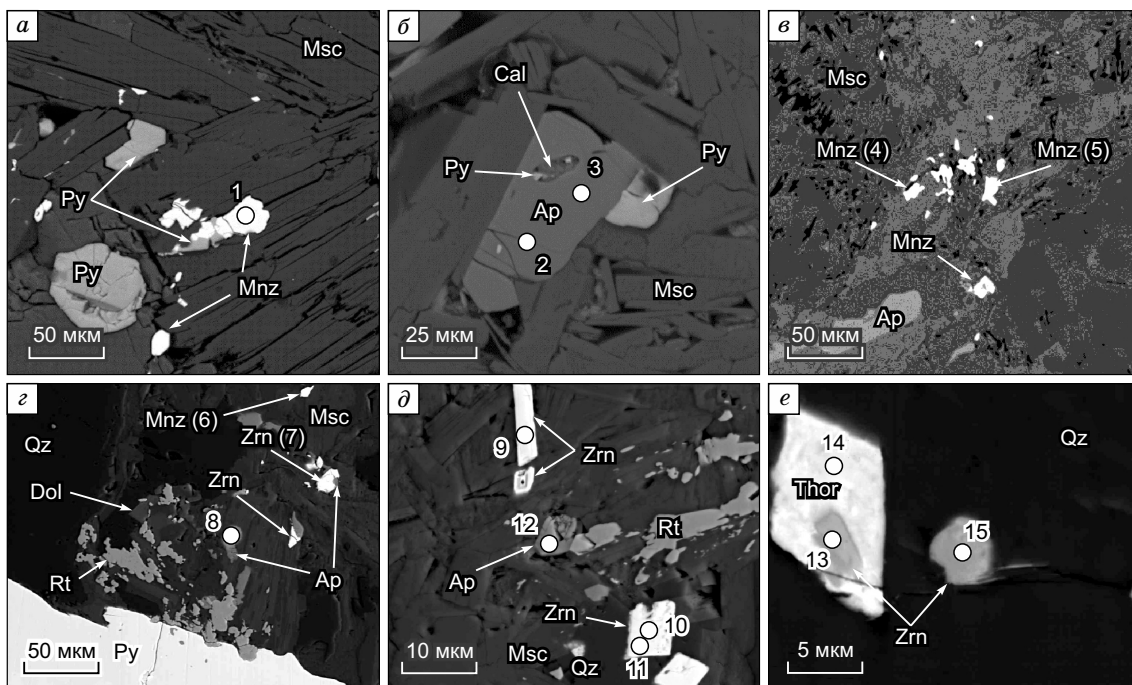 а
Msc
Py
1
Py
Mnz
50 мкм
б
Cal
Py
3
Py
Ap
2
Msc
25 мкм
в
Msc
Mnz (4)
Mnz (5)
Mnz
Ap
50 мкм
г
Mnz (6)
Msc
Qz
Zrn (7)
Dol
Zrn
8
Rt
Ap
50 мкм
Py
д
9
Zrn
12
Rt
Ap
Zrn
10
11
10 мкм
Msc
Qz
е
Qz
14
Thor
15
13
Zrn
5 мкм